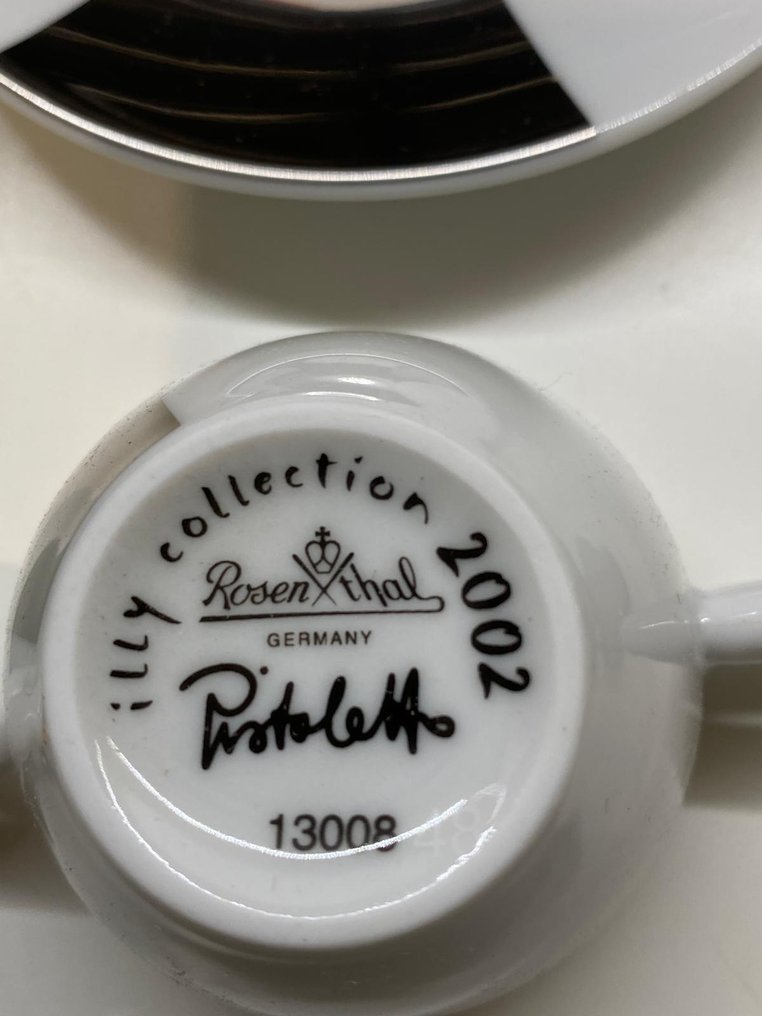 illy collection 2002
Rosenthal
GERMANY
Pistoletto
13008